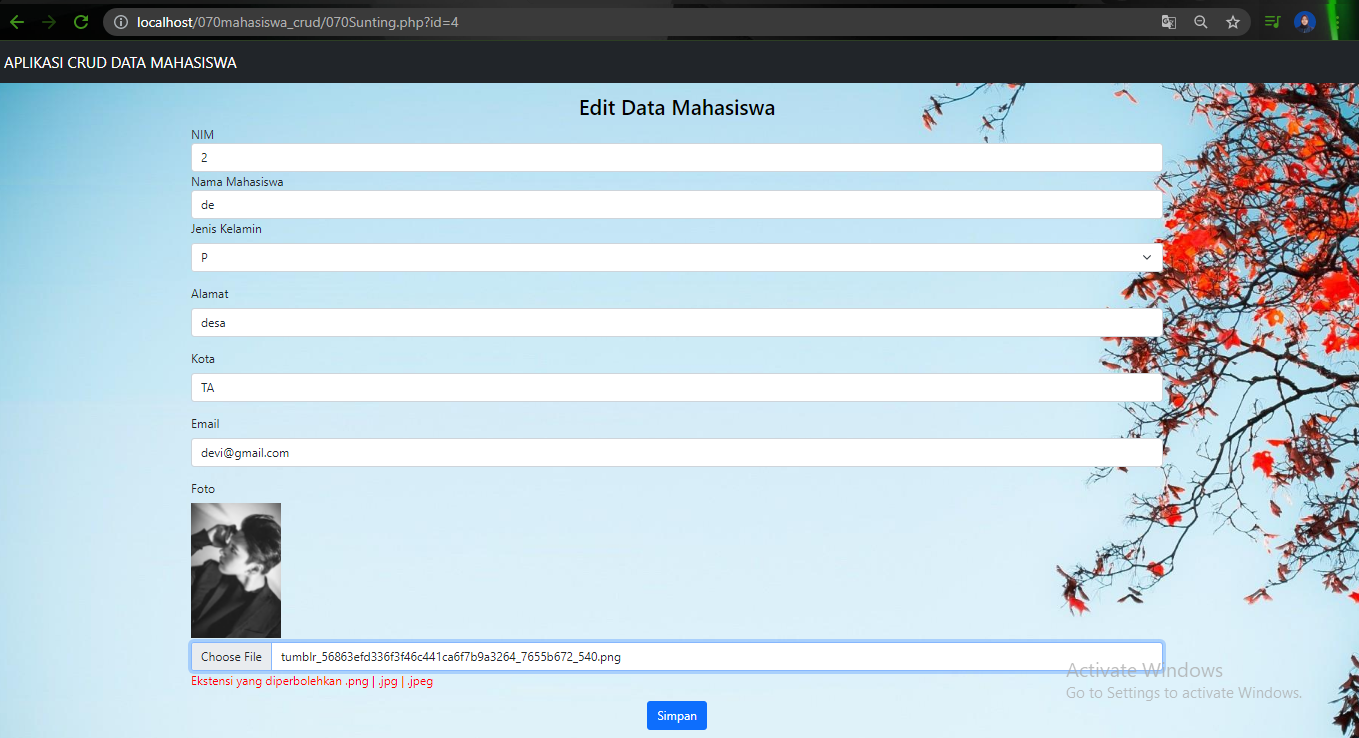 localhost/070mahasiswa_crud/070Sunting.php?id=4
APLIKASI CRUD DATA MAHASISWA
Edit Data Mahasiswa
NIM
2
Nama Mahasiswa
de
Jenis Kelamin
P
Alamat
desa
Kota
TA
Email
devi@gmail.com
Foto
Choose File tumblr_56863efd336f3f46c441ca6f7b9a3264_7655b672_540.png
Ekstensi yang diperbolehkan .png | .jpg | .jpeg
Activate Windows
Go to Settings to activate Windows.
Simpan